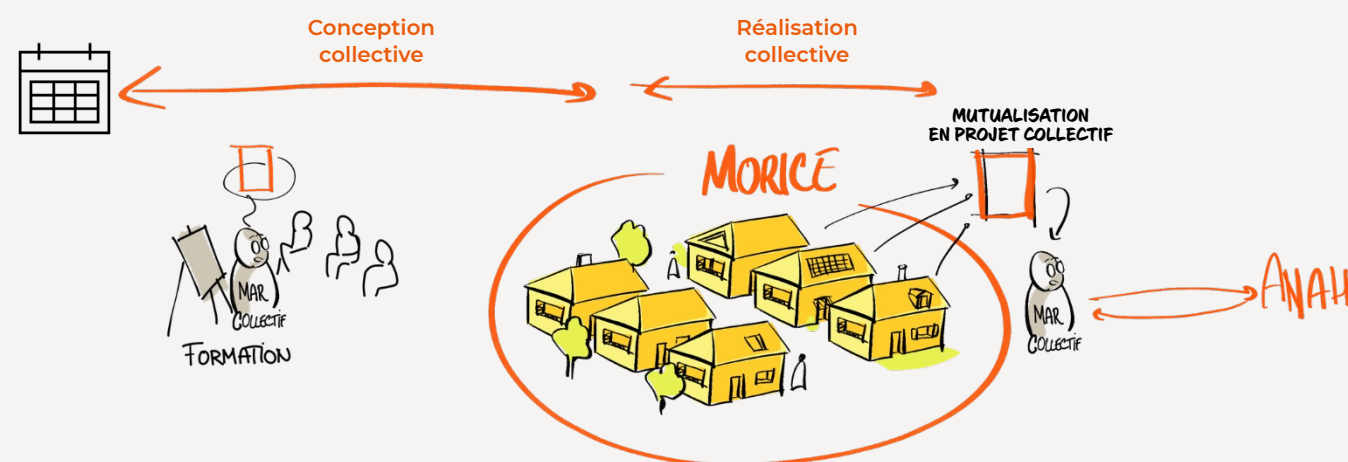 Conception
collective
Réalisation
collective
MUTUALISATION
EN PROJET COLLECTIF
MORICE
MAR
COLLECTIF
FORMATION
MAR
COLLECTIF
ANAH